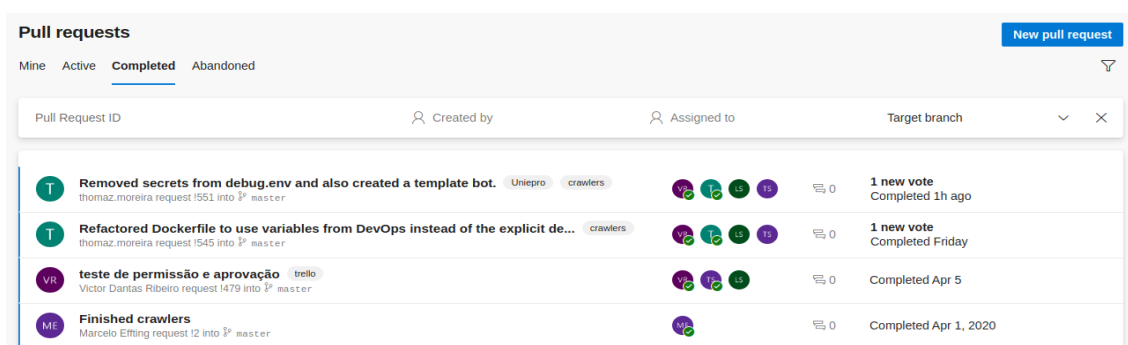 Pull requests
New pull request
Mine Active Completed Abandoned
Pull Request ID Created by Assigned to Target branch
T Removed secrets from debug.env and also created a template bot. Uniepro crawlers VR T LS TS 0 1 new vote
thomaz.moreira request !551 into master Completed 1h ago
T Refactored Dockerfile to use variables from DevOps instead of the explicit de... crawlers VR T LS TS 0 1 new vote
thomaz.moreira request !545 into master Completed Friday
VR teste de permissão e aprovação trello VR TS LS 0 Completed Apr 5
Victor Dantas Ribeiro request !479 into master
ME Finished crawlers ME 0 Completed Apr 1, 2020
Marcelo Effting request !2 into master